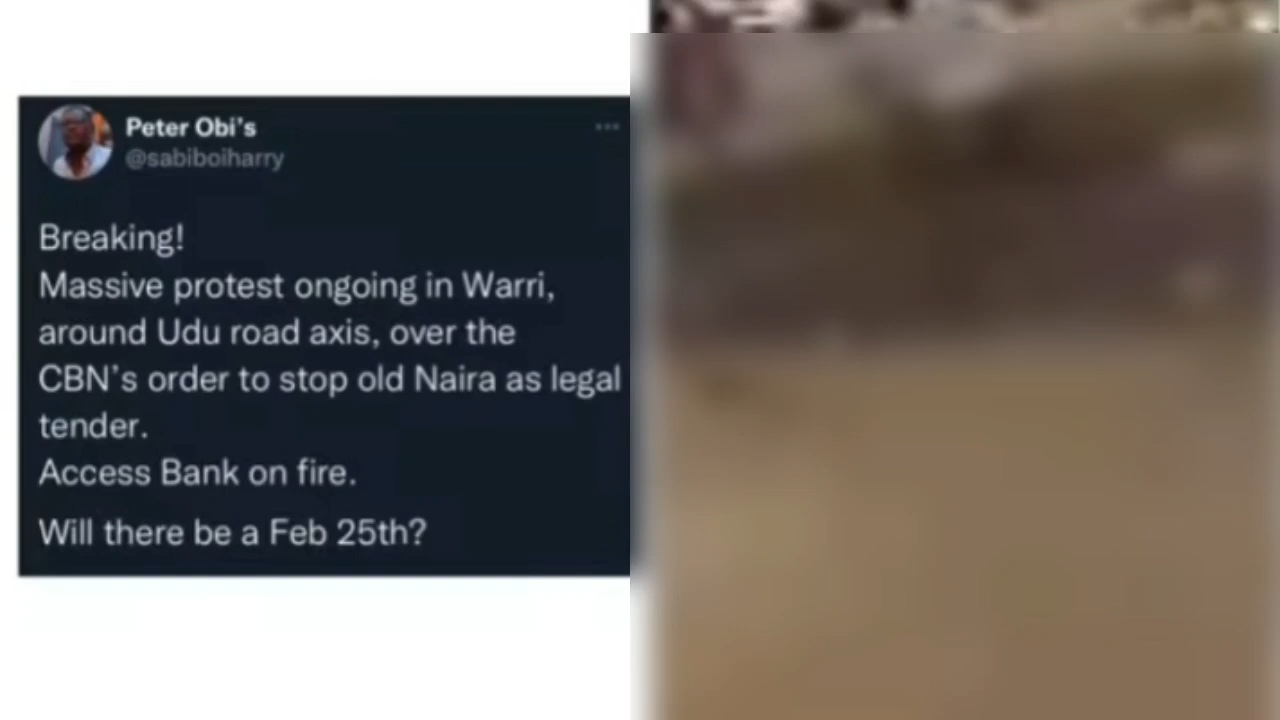 Peter Obi's
@sabiboiharry
Breaking!
Massive protest ongoing in Warri,
around Udu road axis, over the
CBN's order to stop old Naira as legal
tender.
Access Bank on fire.
Will there be a Feb 25th?